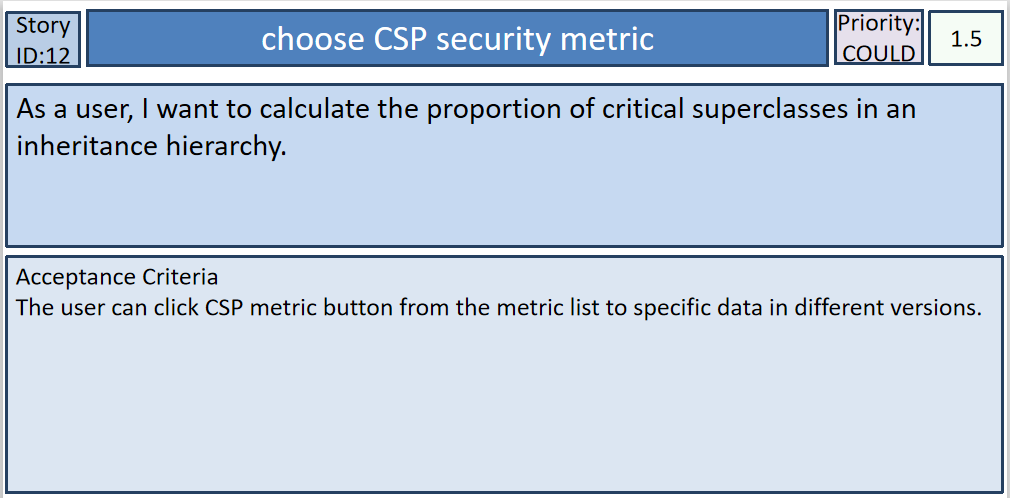 Story
ID:12
choose CSP security metric
Priority:
COULD
1.5
As a user, I want to calculate the proportion of critical superclasses in an
inheritance hierarchy.
Acceptance Criteria
The user can click CSP metric button from the metric list to specific data in different versions.